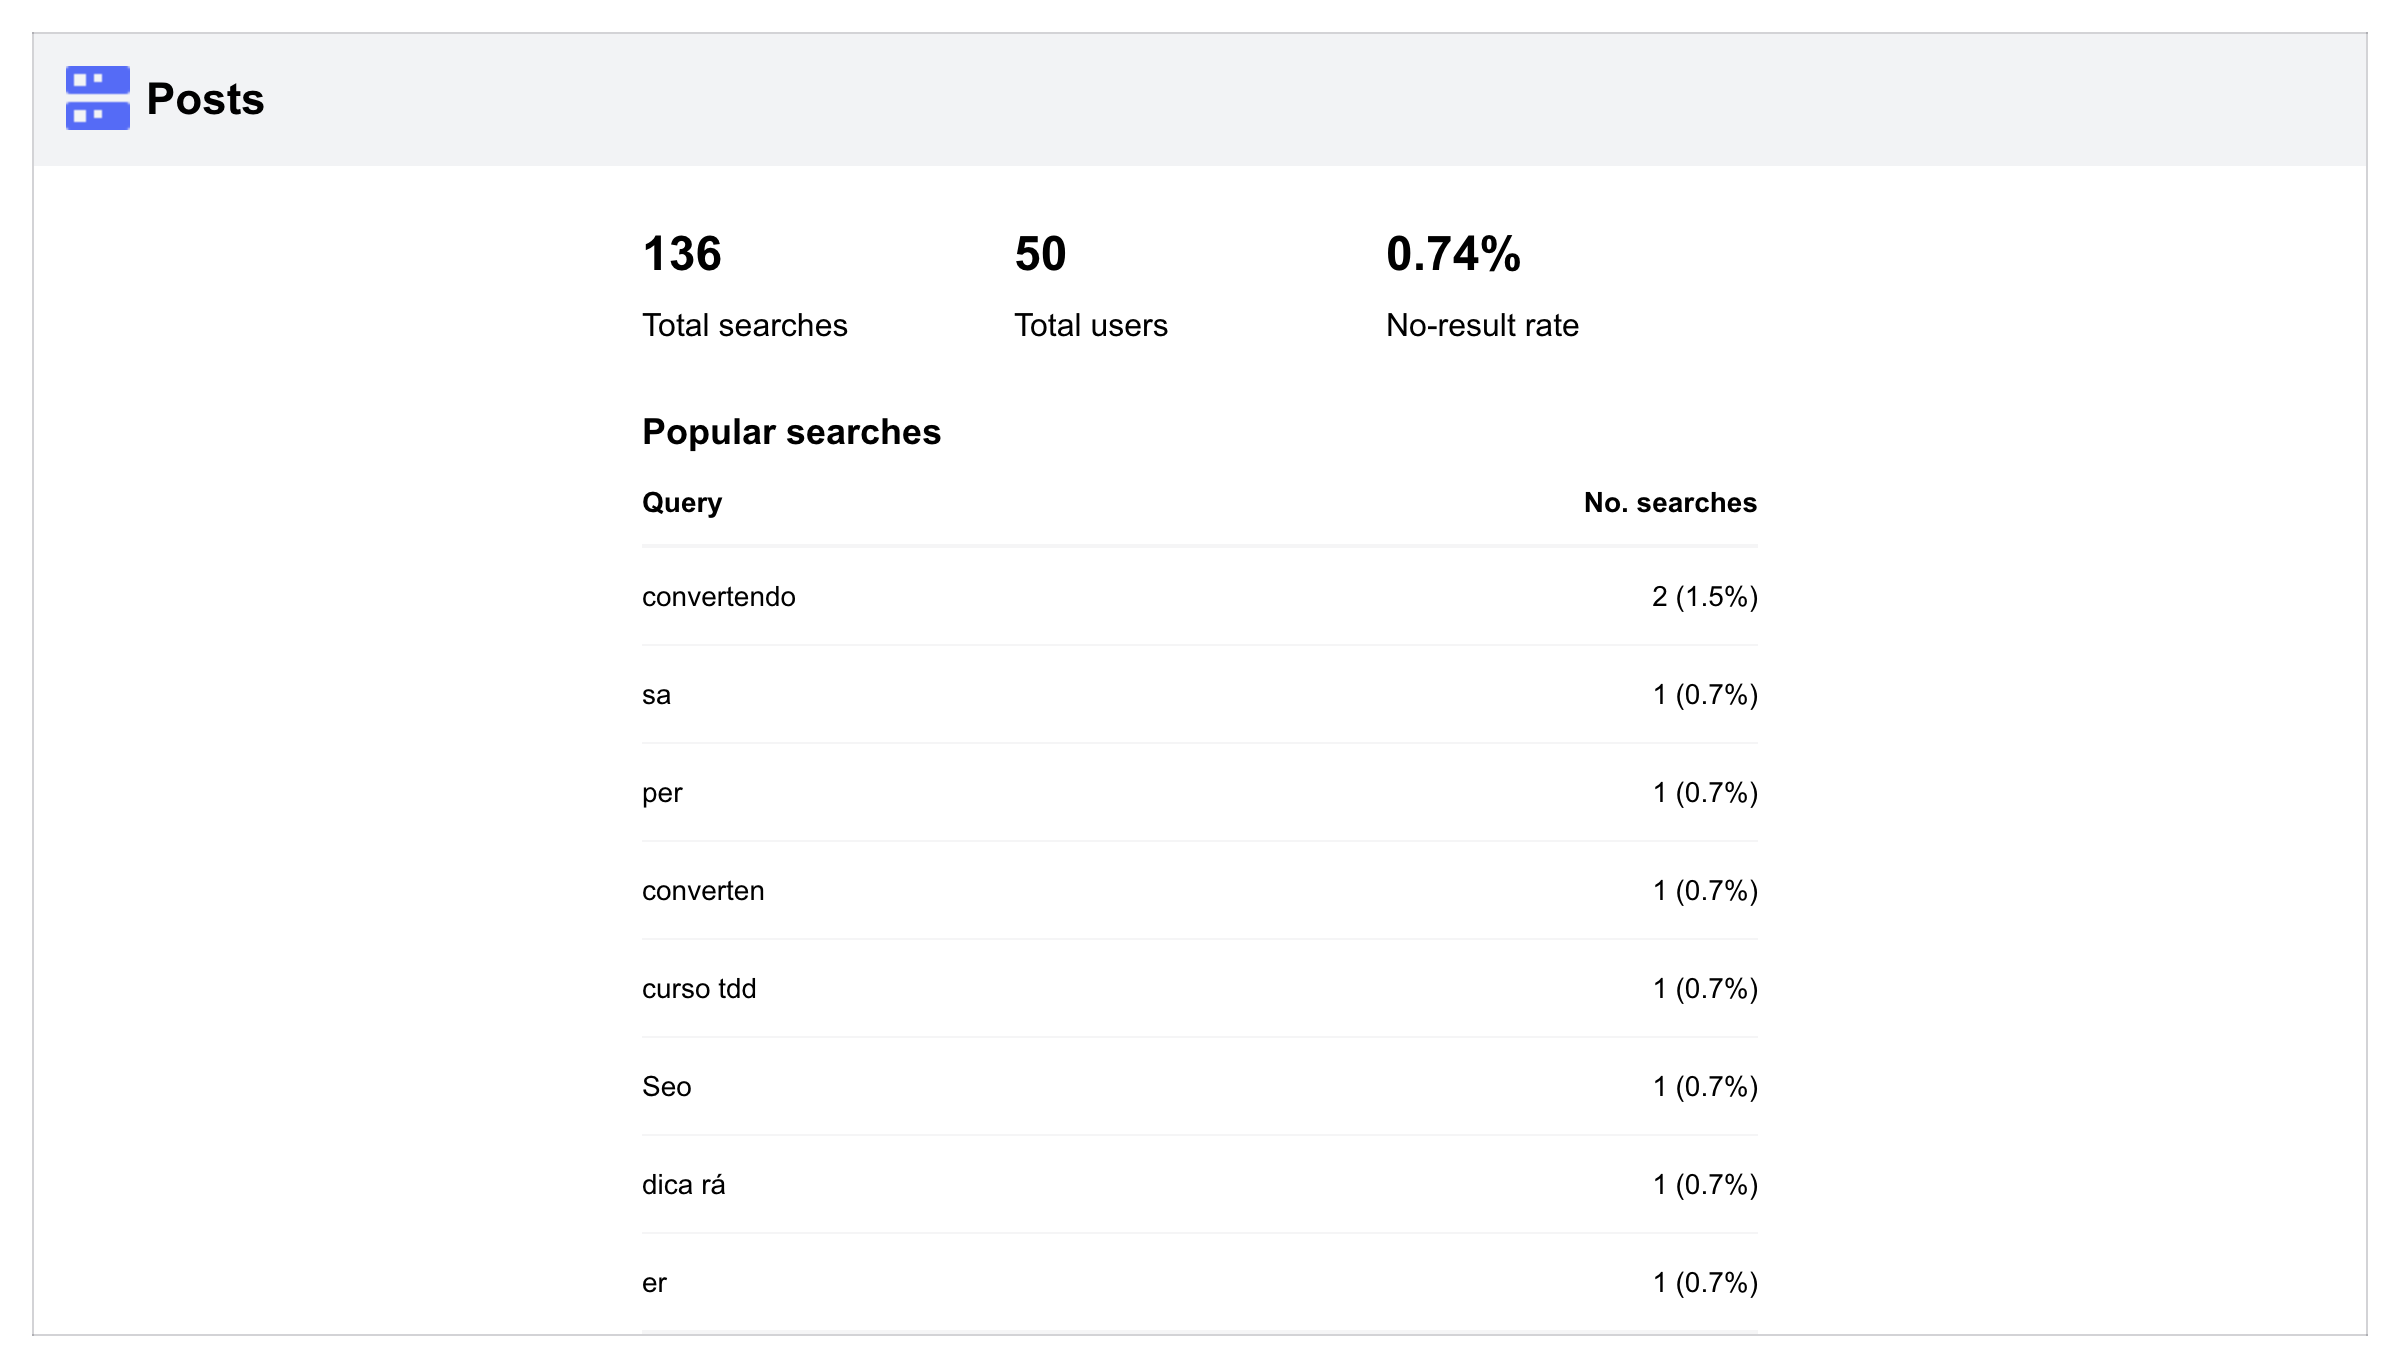 Posts
136 50 0.74%
Total searches Total users No-result rate
Popular searches
Query No. searches
convertendo 2 (1.5%)
sa 1 (0.7%)
per 1 (0.7%)
converten 1 (0.7%)
curso tdd 1 (0.7%)
Seo 1 (0.7%)
dica rá 1 (0.7%)
er 1 (0.7%)